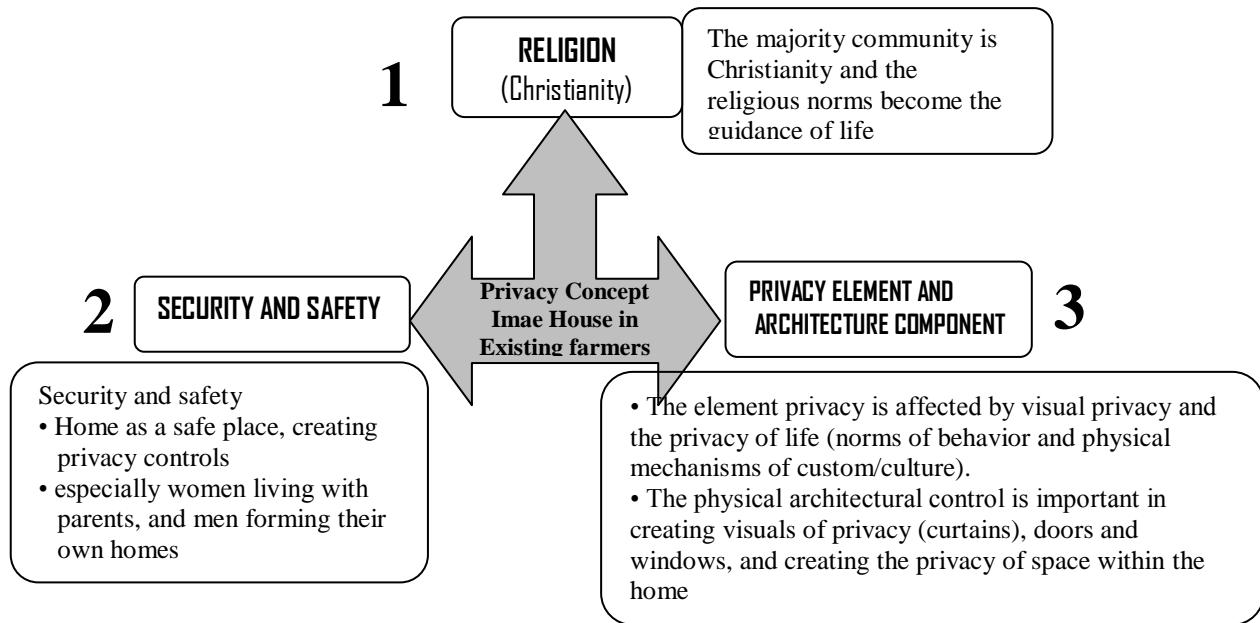 1
RELIGION
(Christianity)
The majority community is
Christianity and the
religious norms become the
guidance of life
2
SECURITY AND SAFETY
Security and safety
• Home as a safe place, creating
privacy controls
• especially women living with
parents, and men forming their
own homes
Privacy Concept
Imae House in
Existing farmers
PRIVACY ELEMENT AND
ARCHITECTURE COMPONENT
3
• The element privacy is affected by visual privacy and
the privacy of life (norms of behavior and physical
mechanisms of custom/culture).
• The physical architectural control is important in
creating visuals of privacy (curtains), doors and
windows, and creating the privacy of space within the
home